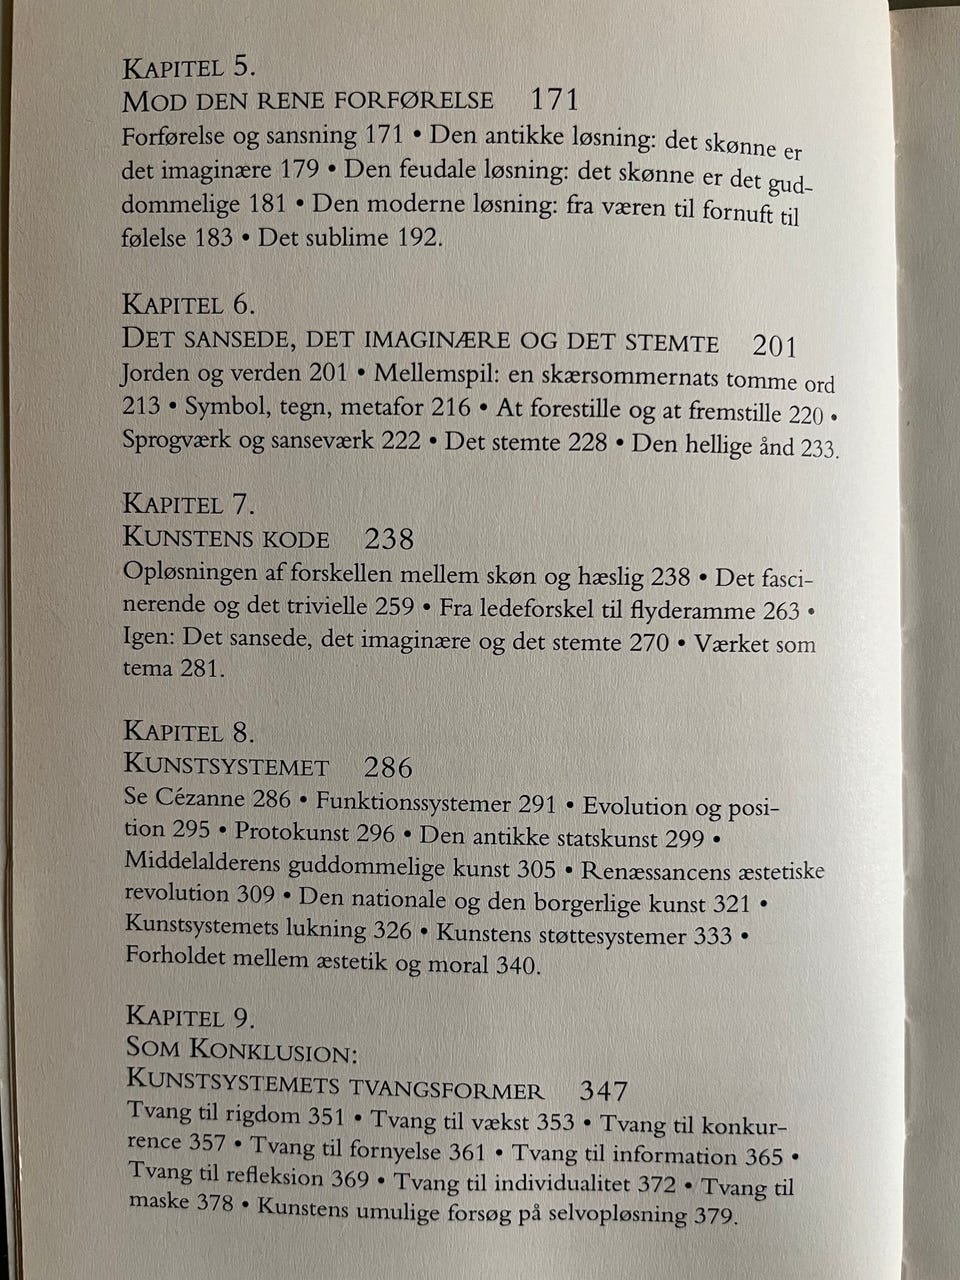 KAPITEL 5.
MOD DEN RENE FORFØRELSE 171
Forførelse og sansning 171 • Den antikke løsning: det skønne er
det imaginære 179 • Den feudale løsning: det skønne er det gud-
dommelige 181 • Den moderne løsning: fra væren til fornuft til
følelse 183 • Det sublime 192.
KAPITEL 6.
DET SANSEDE, DET IMAGINÆRE OG DET STEMTE 201
Jorden og verden 201 • Mellemspil: en skærsommernats tomme ord
213 • Symbol, tegn, metafor 216 • At forestille og at fremstille 220 •
Sprogværk og sanseværk 222 • Det stemte 228 • Den hellige ånd 233.
KAPITEL 7.
KUNSTENS KODE 238
Opløsningen af forskellen mellem skøn og hæslig 238 • Det fasci-
nerende og det trivielle 259 • Fra ledeforskel til flyderamme 263 •
Igen: Det sansede, det imaginære og det stemte 270 • Værket som
tema 281.
KAPITEL 8.
KUNSTSYSTEMET 286
Se Cézanne 286 • Funktionssystemer 291 • Evolution og posi-
tion 295 • Protokunst 296 • Den antikke statskunst 299 •
Middelalderens guddommelige kunst 305 • Renæssancens æstetiske
revolution 309 • Den nationale og den borgerlige kunst 321 •
Kunstsystemets lukning 326 • Kunstens støttesystemer 333 •
Forholdet mellem æstetik og moral 340.
KAPITEL 9.
SOM KONKLUSION:
KUNSTSYSTEMETS TVANGSFORMER 347
Tvang til rigdom 351 • Tvang til vækst 353 • Tvang til konkur-
rence 357 • Tvang til fornyelse 361 • Tvang til information 365 •
Tvang til refleksion 369 • Tvang til individualitet 372 • Tvang til
maske 378 • Kunstens umulige forsøg på selvopløsning 379.